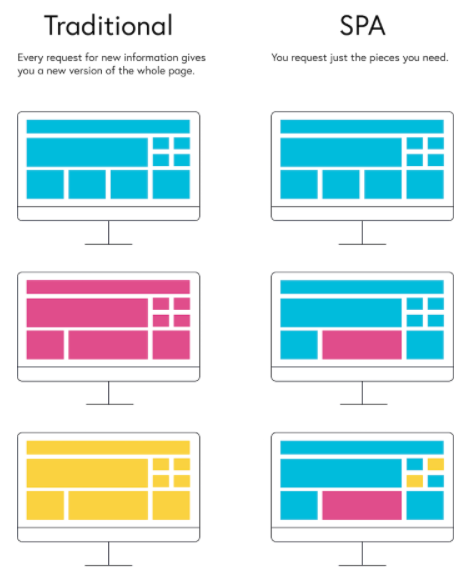 Traditional
Every request for new information gives
you a new version of the whole page.
SPA
You request just the pieces you need.